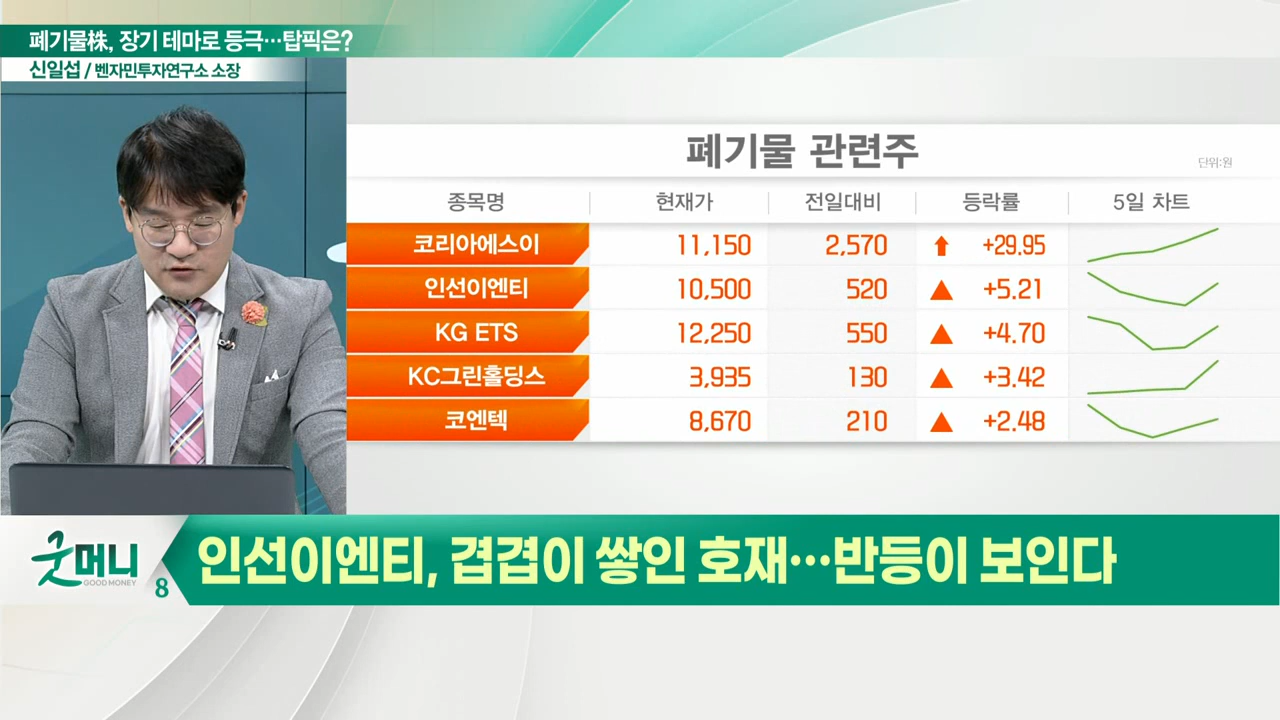 폐기물株, 장기 테마로 등극…탑픽은?
신일섭 / 벤자민투자연구소 소장
폐기물 관련주
단위:원
종목명 현재가 전일대비 등락률 5일 차트
코리아에스이 11,150 2,570 +29.95
인선이엔티 10,500 ▲ 520 +5.21
KG ETS 12,250 550 ▲ +4.70
KC그린홀딩스 3,935 130 ▲ +3.42
코엔텍 8,670 210 ▲ +2.48
굿머니
GOOD MONEY
8
인선이엔티, 겹겹이 쌓인 호재…반등이 보인다